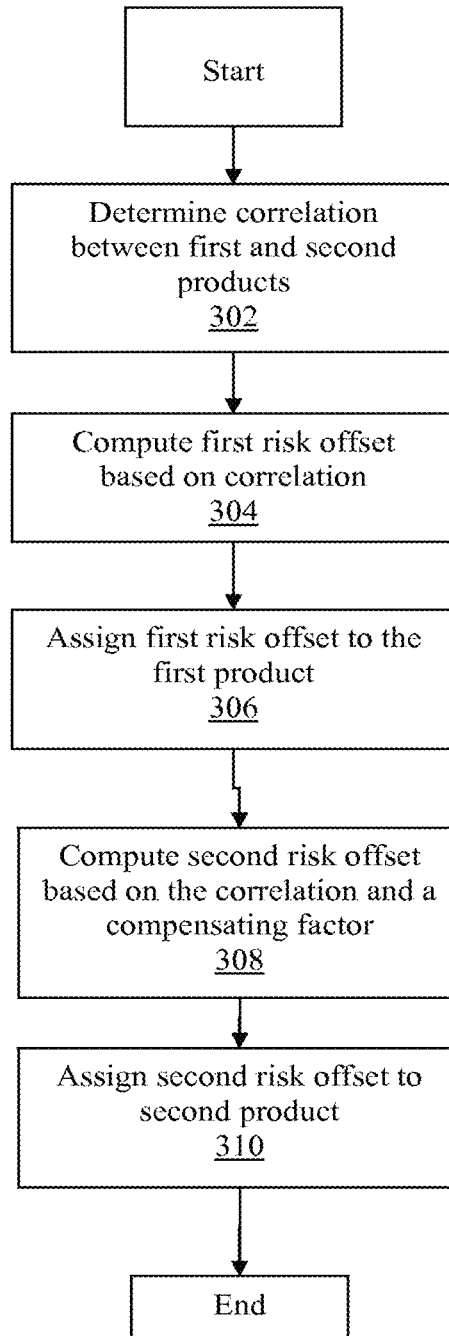 Start
Determine correlation
between first and second
products
302
Compute first risk offset
based on correlation
304
Assign first risk offset to the
first product
306
Compute second risk offset
based on the correlation and a
compensating factor
308
Assign second risk offset to
second product
310
End